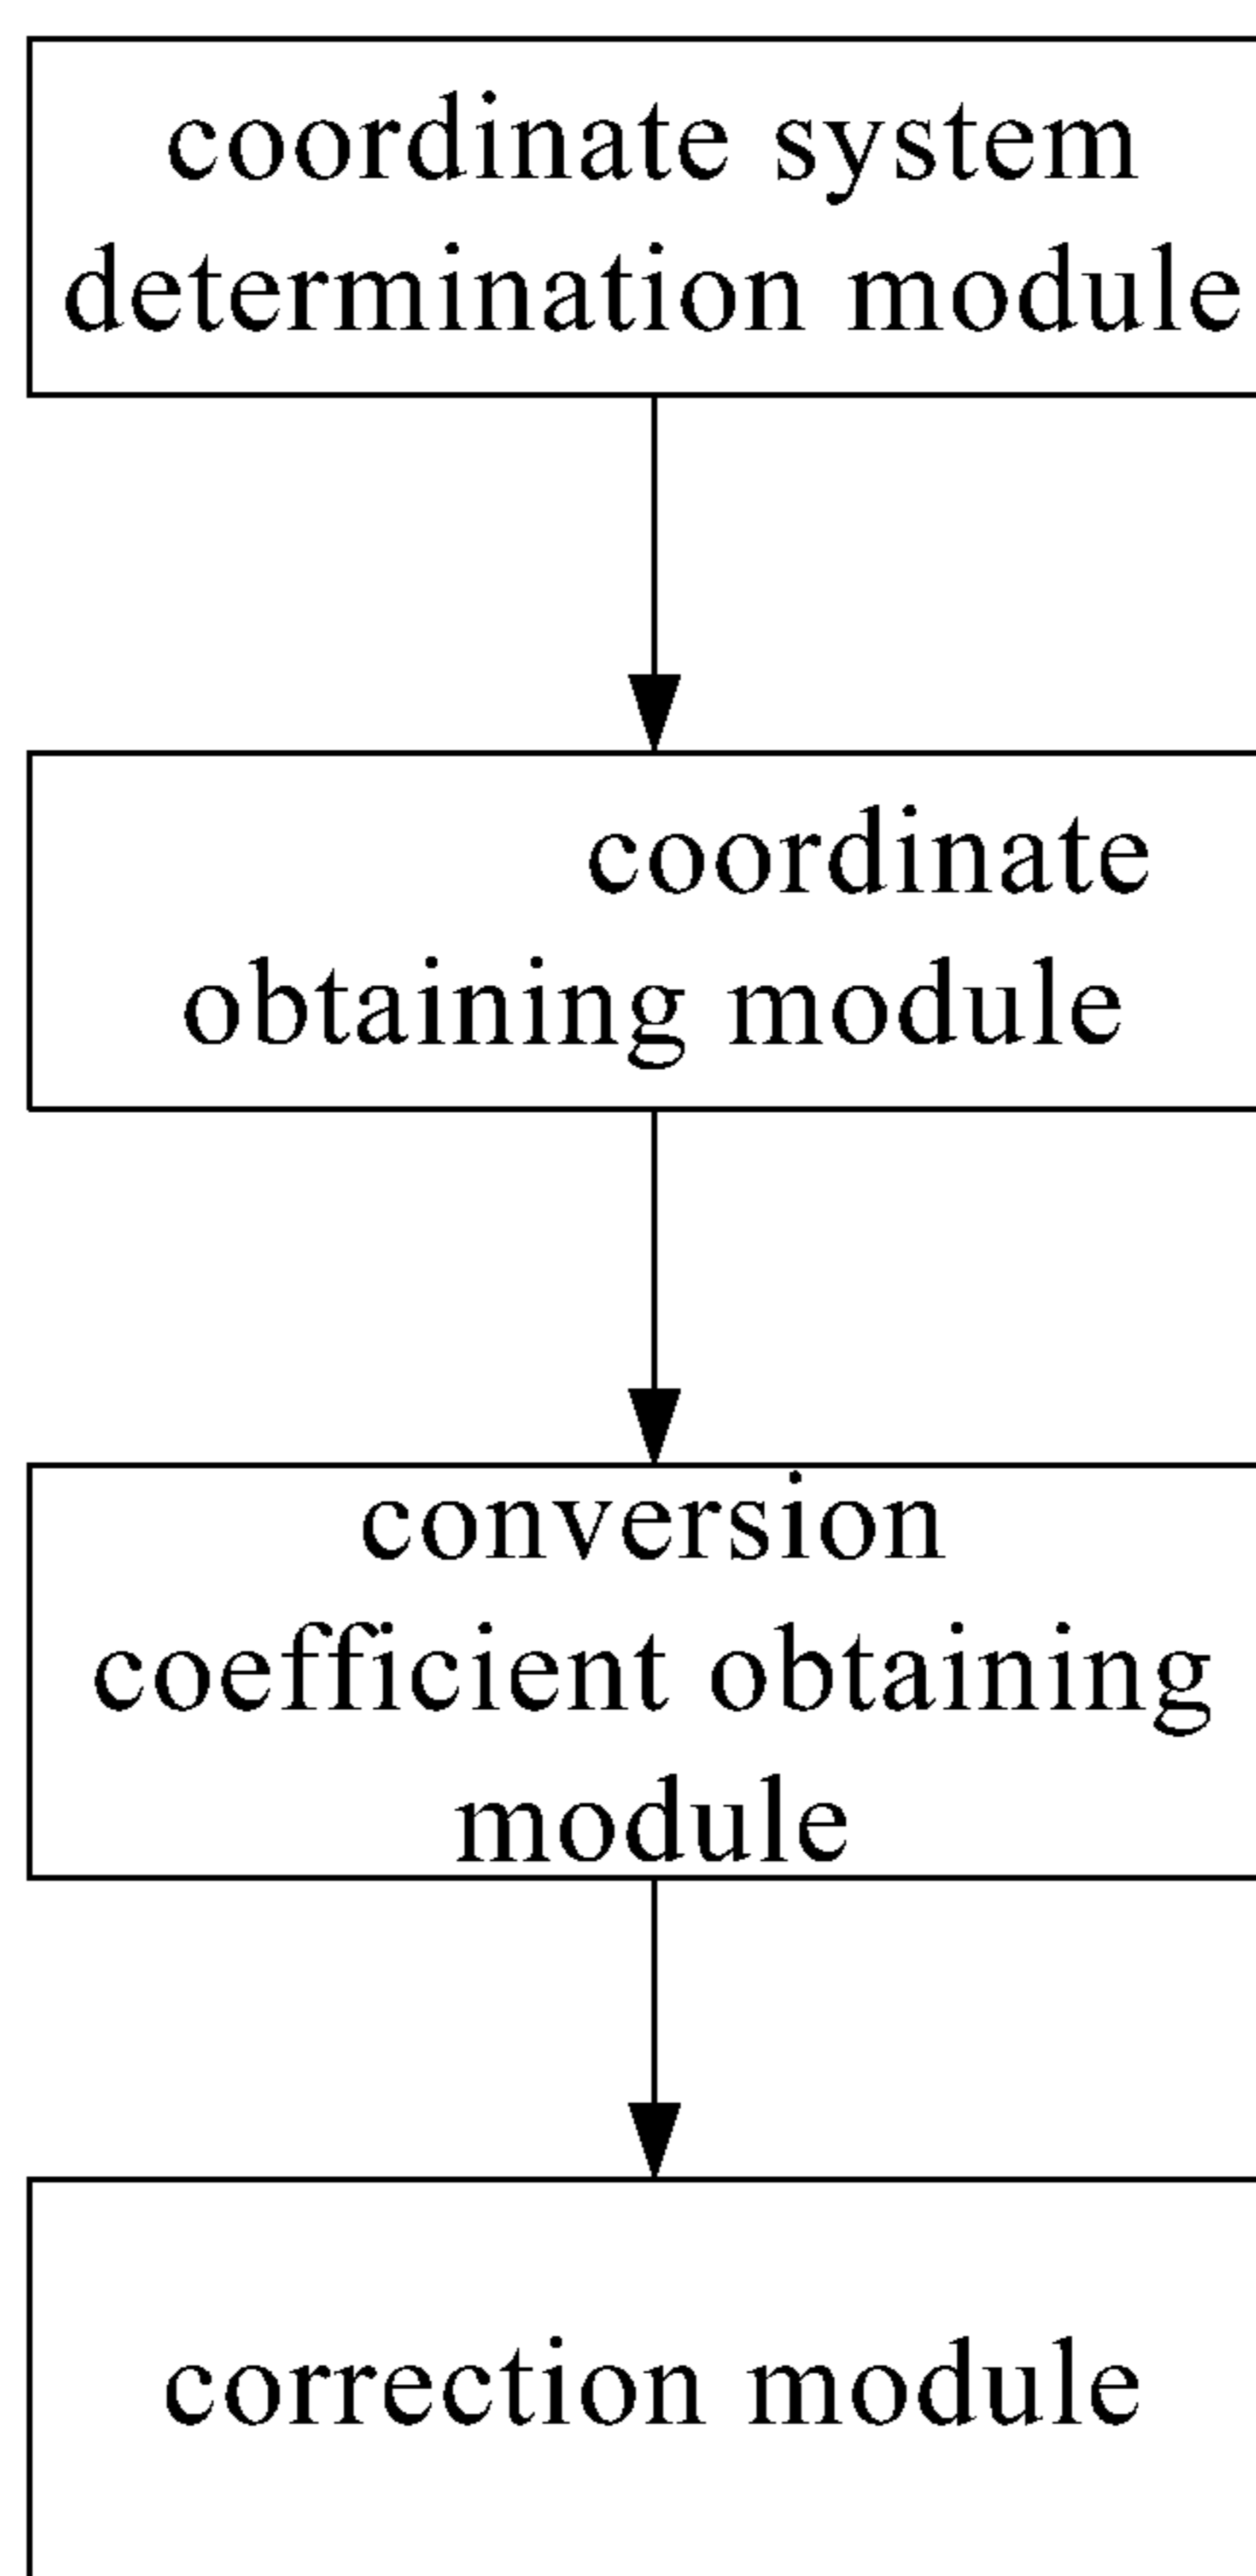 coordinate system
determination module
coordinate
obtaining module
conversion
coefficient obtaining
module
correction module